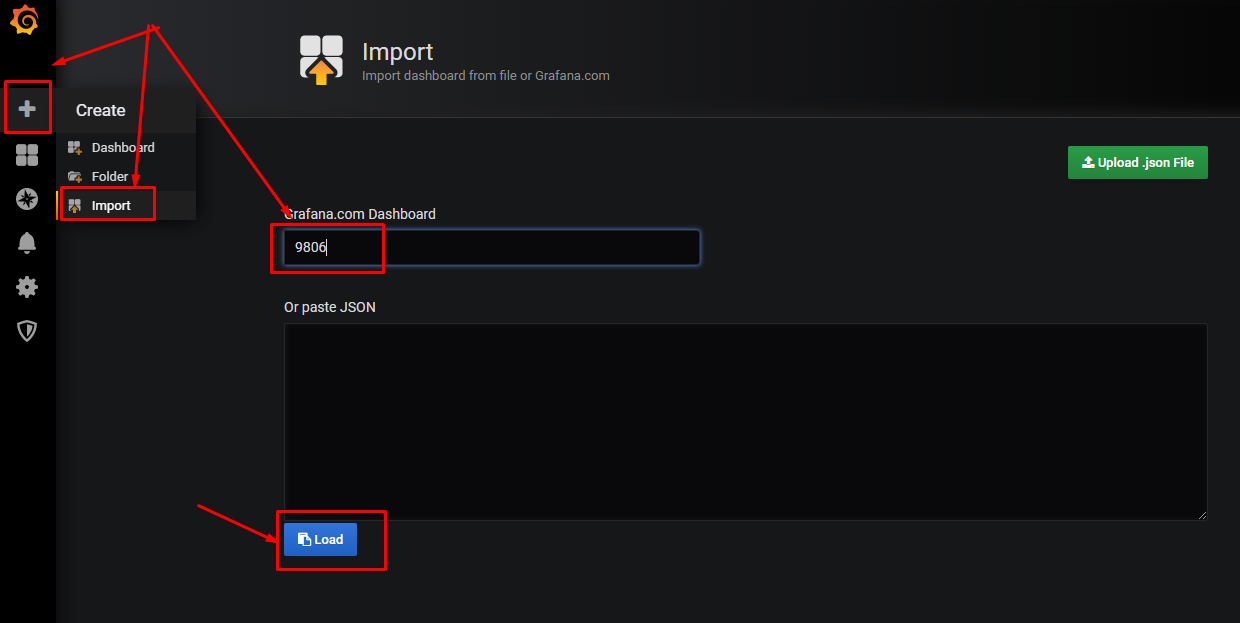 Import
Import dashboard from file or Grafana.com
Create
Dashboard
Folder
Import
Upload .json File
Grafana.com Dashboard
9806
Or paste JSON
Load